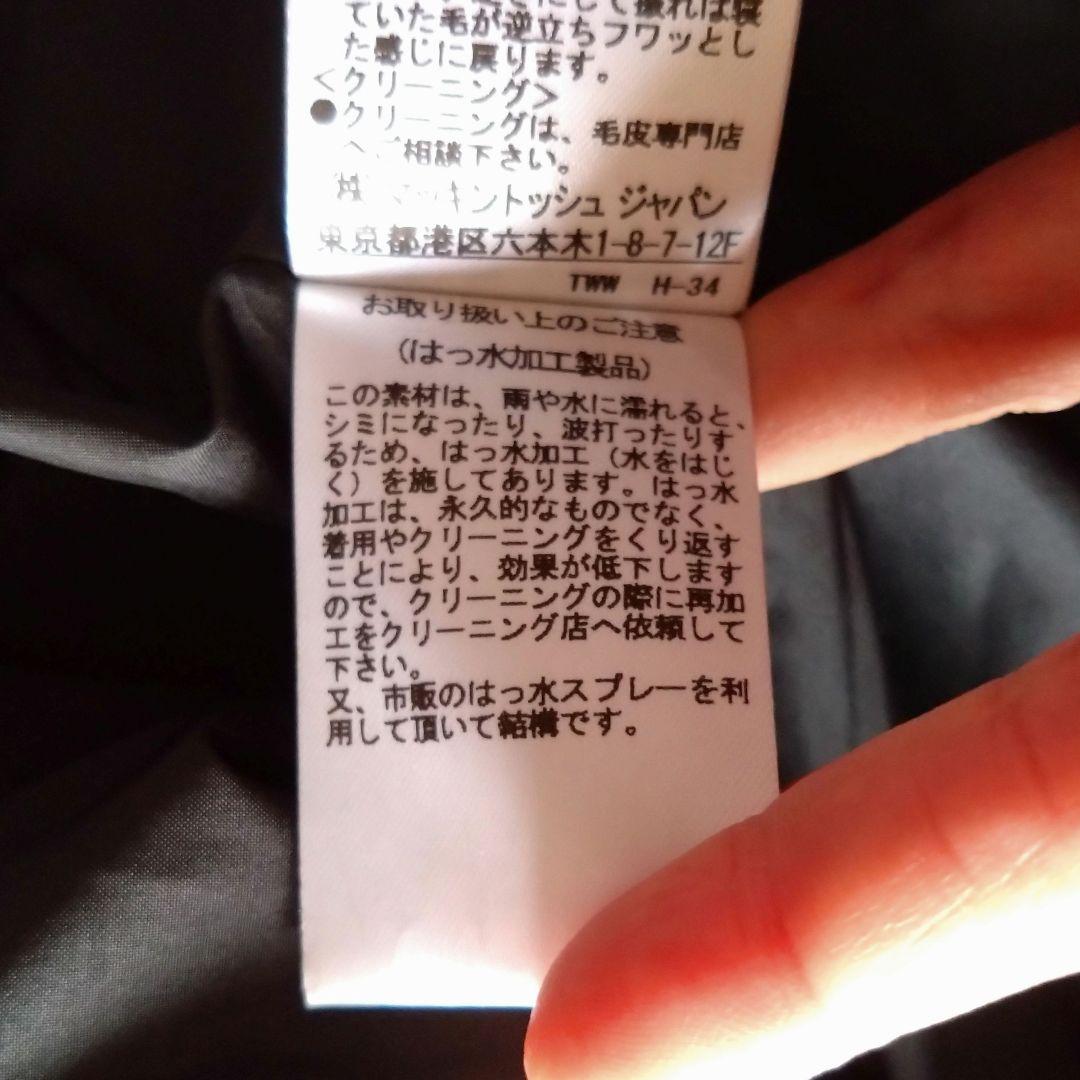 にして振れば寝
ていた毛が逆立ちフワッとし
た感じに戻ります。
<クリーニング>
●クリーニングは、毛皮専門店
へご相談下さい。
(株)マッキントッシュ ジャパン
東京都港区六本木1-8-7-12F
TWW H-34
お取り扱い上のご注意
(はっ水加工製品)
この素材は、雨や水に濡れると、
シミになったり、波打ったりす
るため、はっ水加工(水をはじ
く)を施してあります。はっ水
加工は、永久的なものでなく、
着用やクリーニングをくり返す
ことにより、効果が低下します
ので、クリーニングの際に再加
工をクリーニング店へ依頼して
下さい。
又、市販のはっ水スプレーを利
用して頂いて結構です。